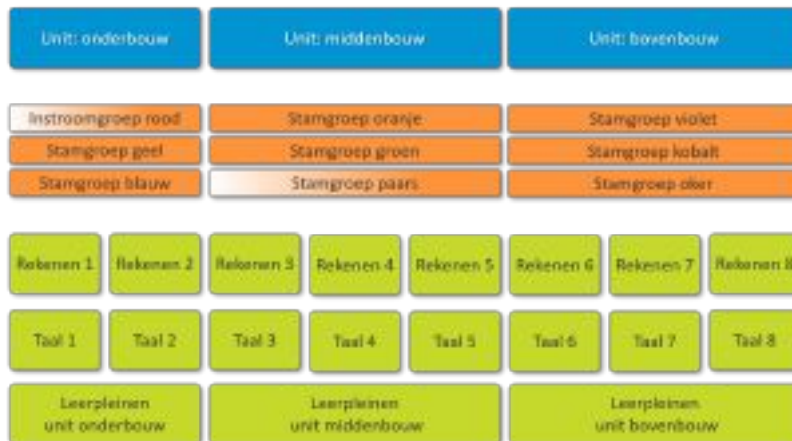 Unit: onderbouw
Unit: middenbouw
Unit: bovenbouw
Instroomgroep rood
Stamgroep oranje
Stamgroep violet
Stamgroep geel
Stamgroep groen
Stamgroep kobalt
Stamgroep blauw
Stamgroep paars
Stamgroep oker
Rekenen 1
Rekenen 2
Rekenen 3
Rekenen 4
Rekenen 5
Rekenen 6
Rekenen 7
Rekenen 8
Taal 1
Taal 2
Taal 3
Taal 4
Taal 5
Taal 6
Taal 7
Taal 8
Leerpleinen
unit onderbouw
Leerpleinen
unit middenbouw
Leerpleinen
unit bovenbouw